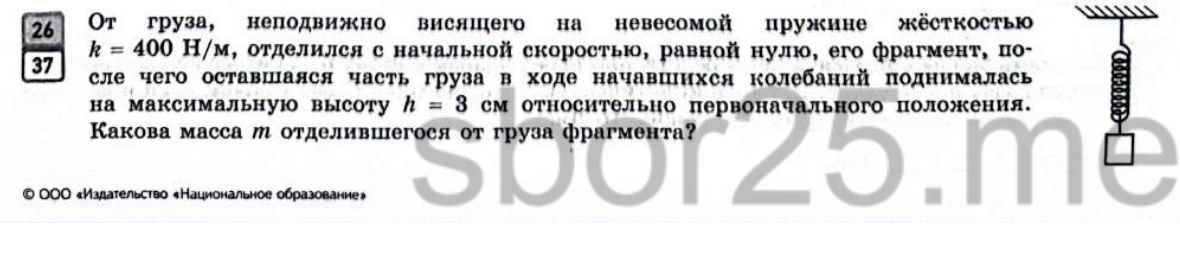 26
37
От груза, неподвижно висящего на невесомой пружине жёсткостью
k = 400 Н/м, отделился с начальной скоростью, равной нулю, его фрагмент, по-
сле чего оставшаяся часть груза в ходе начавшихся колебаний поднималась
на максимальную высоту h = 3 см относительно первоначального положения.
Какова масса m отделившегося от груза фрагмента?
sbor25.me
© ООО «Издательство «Национальное образование»